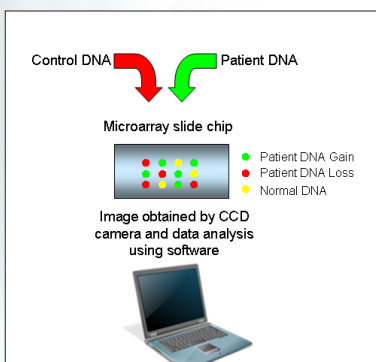 Control DNA
Patient DNA
Microarray slide chip
Patient DNA Gain
Patient DNA Loss
Normal DNA
Image obtained by CCD
camera and data analysis
using software